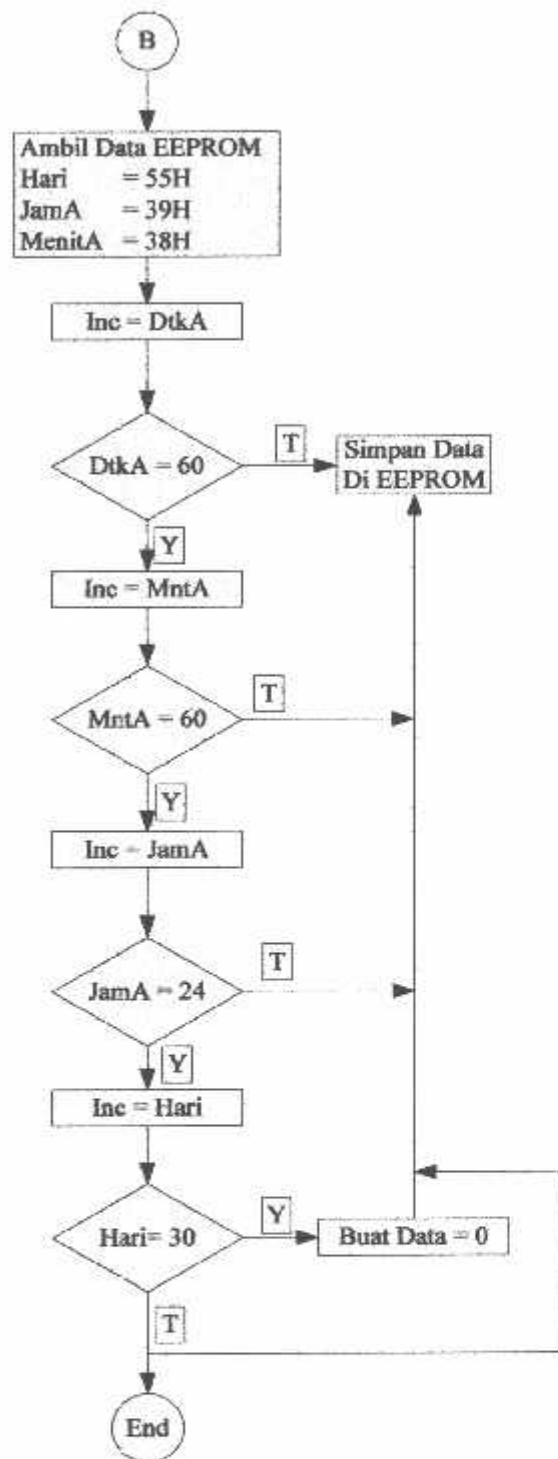 B
Ambil Data EEPROM
Hari = 55H
JamA = 39H
MenitA = 38H
Inc = DtkA
DtkA = 60
T
Simpan Data
Di EEPROM
Y
Inc = MntA
MntA = 60
T
Y
Inc = JamA
JamA = 24
T
Y
Inc = Hari
Hari= 30
Y
Buat Data = 0
T
End